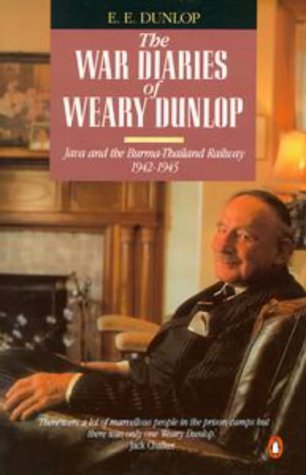 E. E. DUNLOP
The
WAR DIARIES
of
WEARY DUNLOP
Java and the Burma-Thailand Railway
1942-1945
'There were a lot of marvellous people in the prison camps but
there was only one Weary Dunlop.'
Jack Chalker